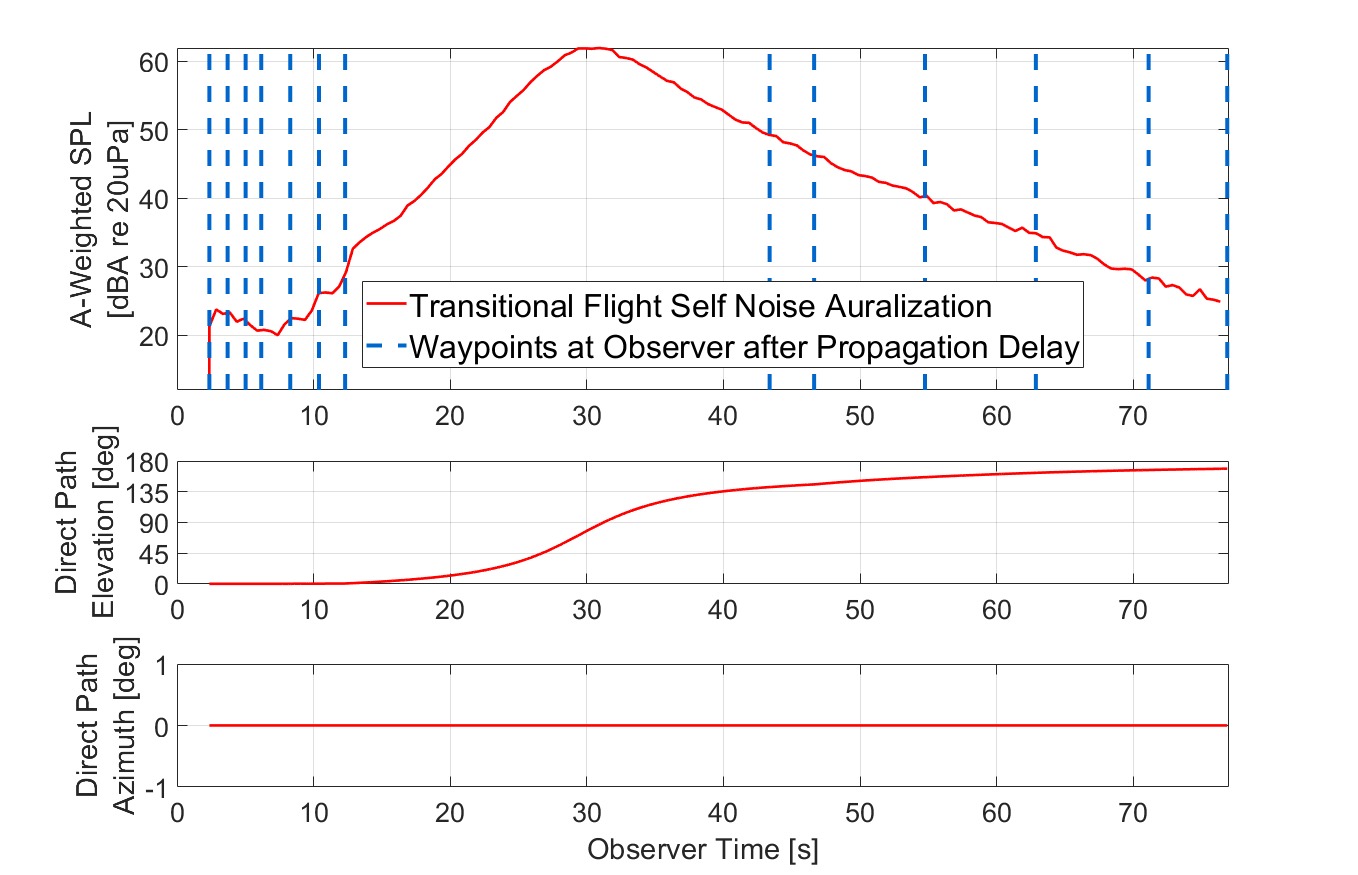 A-Weighted SPL
[dBA re 20uPa]
60
50
40
30
20
Transitional Flight Self Noise Auralization
Waypoints at Observer after Propagation Delay
0 10 20 30 40 50 60 70
Direct Path
Elevation [deg]
180
135
90
45
0
0 10 20 30 40 50 60 70
Direct Path
Azimuth [deg]
1
0
-1
0 10 20 30 40 50 60 70
Observer Time [s]